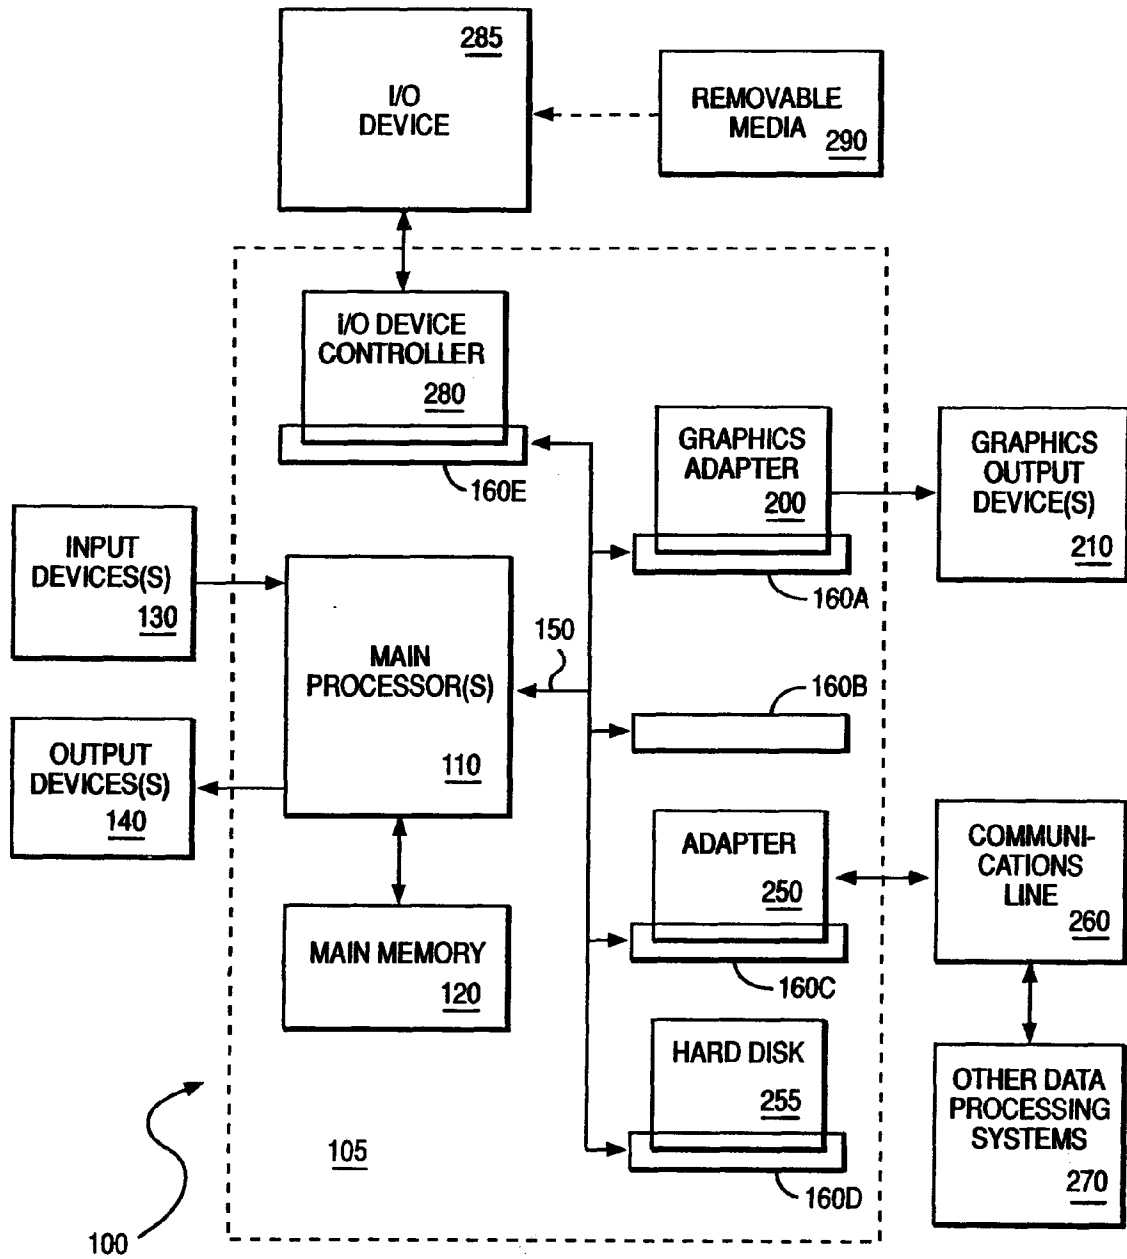 285
I/O
DEVICE
REMOVABLE
MEDIA
290
I/O DEVICE
CONTROLLER
280
160E
GRAPHICS
ADAPTER
200
160A
GRAPHICS
OUTPUT
DEVICE(S)
210
INPUT
DEVICES(S)
130
MAIN
PROCESSOR(S)
110
150
160B
OUTPUT
DEVICES(S)
140
ADAPTER
250
160C
COMMUNI-
CATIONS
LINE
260
MAIN MEMORY
120
HARD DISK
255
160D
OTHER DATA
PROCESSING
SYSTEMS
270
105
100